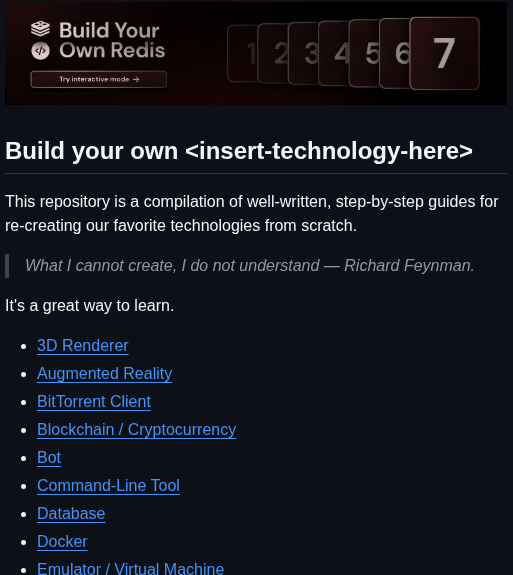 Build Your
Own Redis
Try interactive mode →
1 2 3 4 5 6 7
Build your own <insert-technology-here>
This repository is a compilation of well-written, step-by-step guides for
re-creating our favorite technologies from scratch.
What I cannot create, I do not understand — Richard Feynman.
It's a great way to learn.
3D Renderer
Augmented Reality
BitTorrent Client
Blockchain / Cryptocurrency
Bot
Command-Line Tool
Database
Docker
Emulator / Virtual Machine